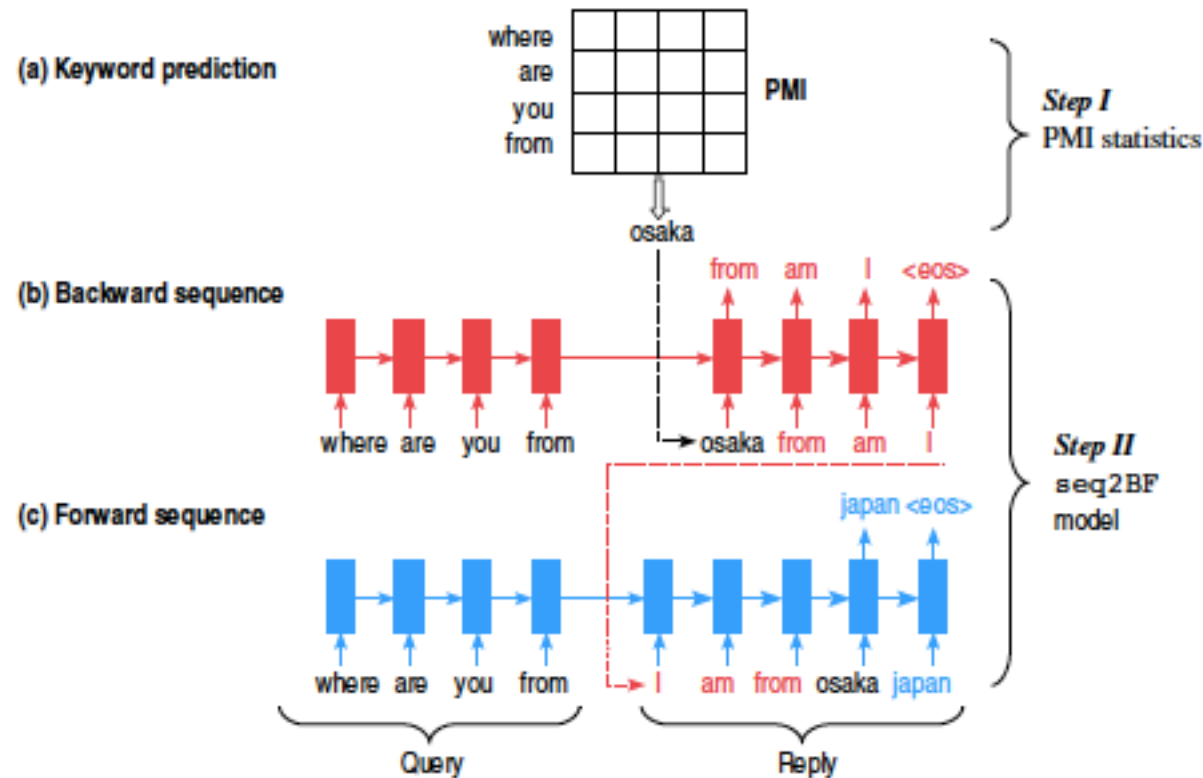 (a) Keyword prediction
where
are
you
from
PMI
Step I
PMI statistics
osaka
(b) Backward sequence
from am I <eos>
where are you from osaka from am I
Step II
seq2BF
model
(c) Forward sequence
japan <eos>
where are you from I am from osaka japan
Query Reply